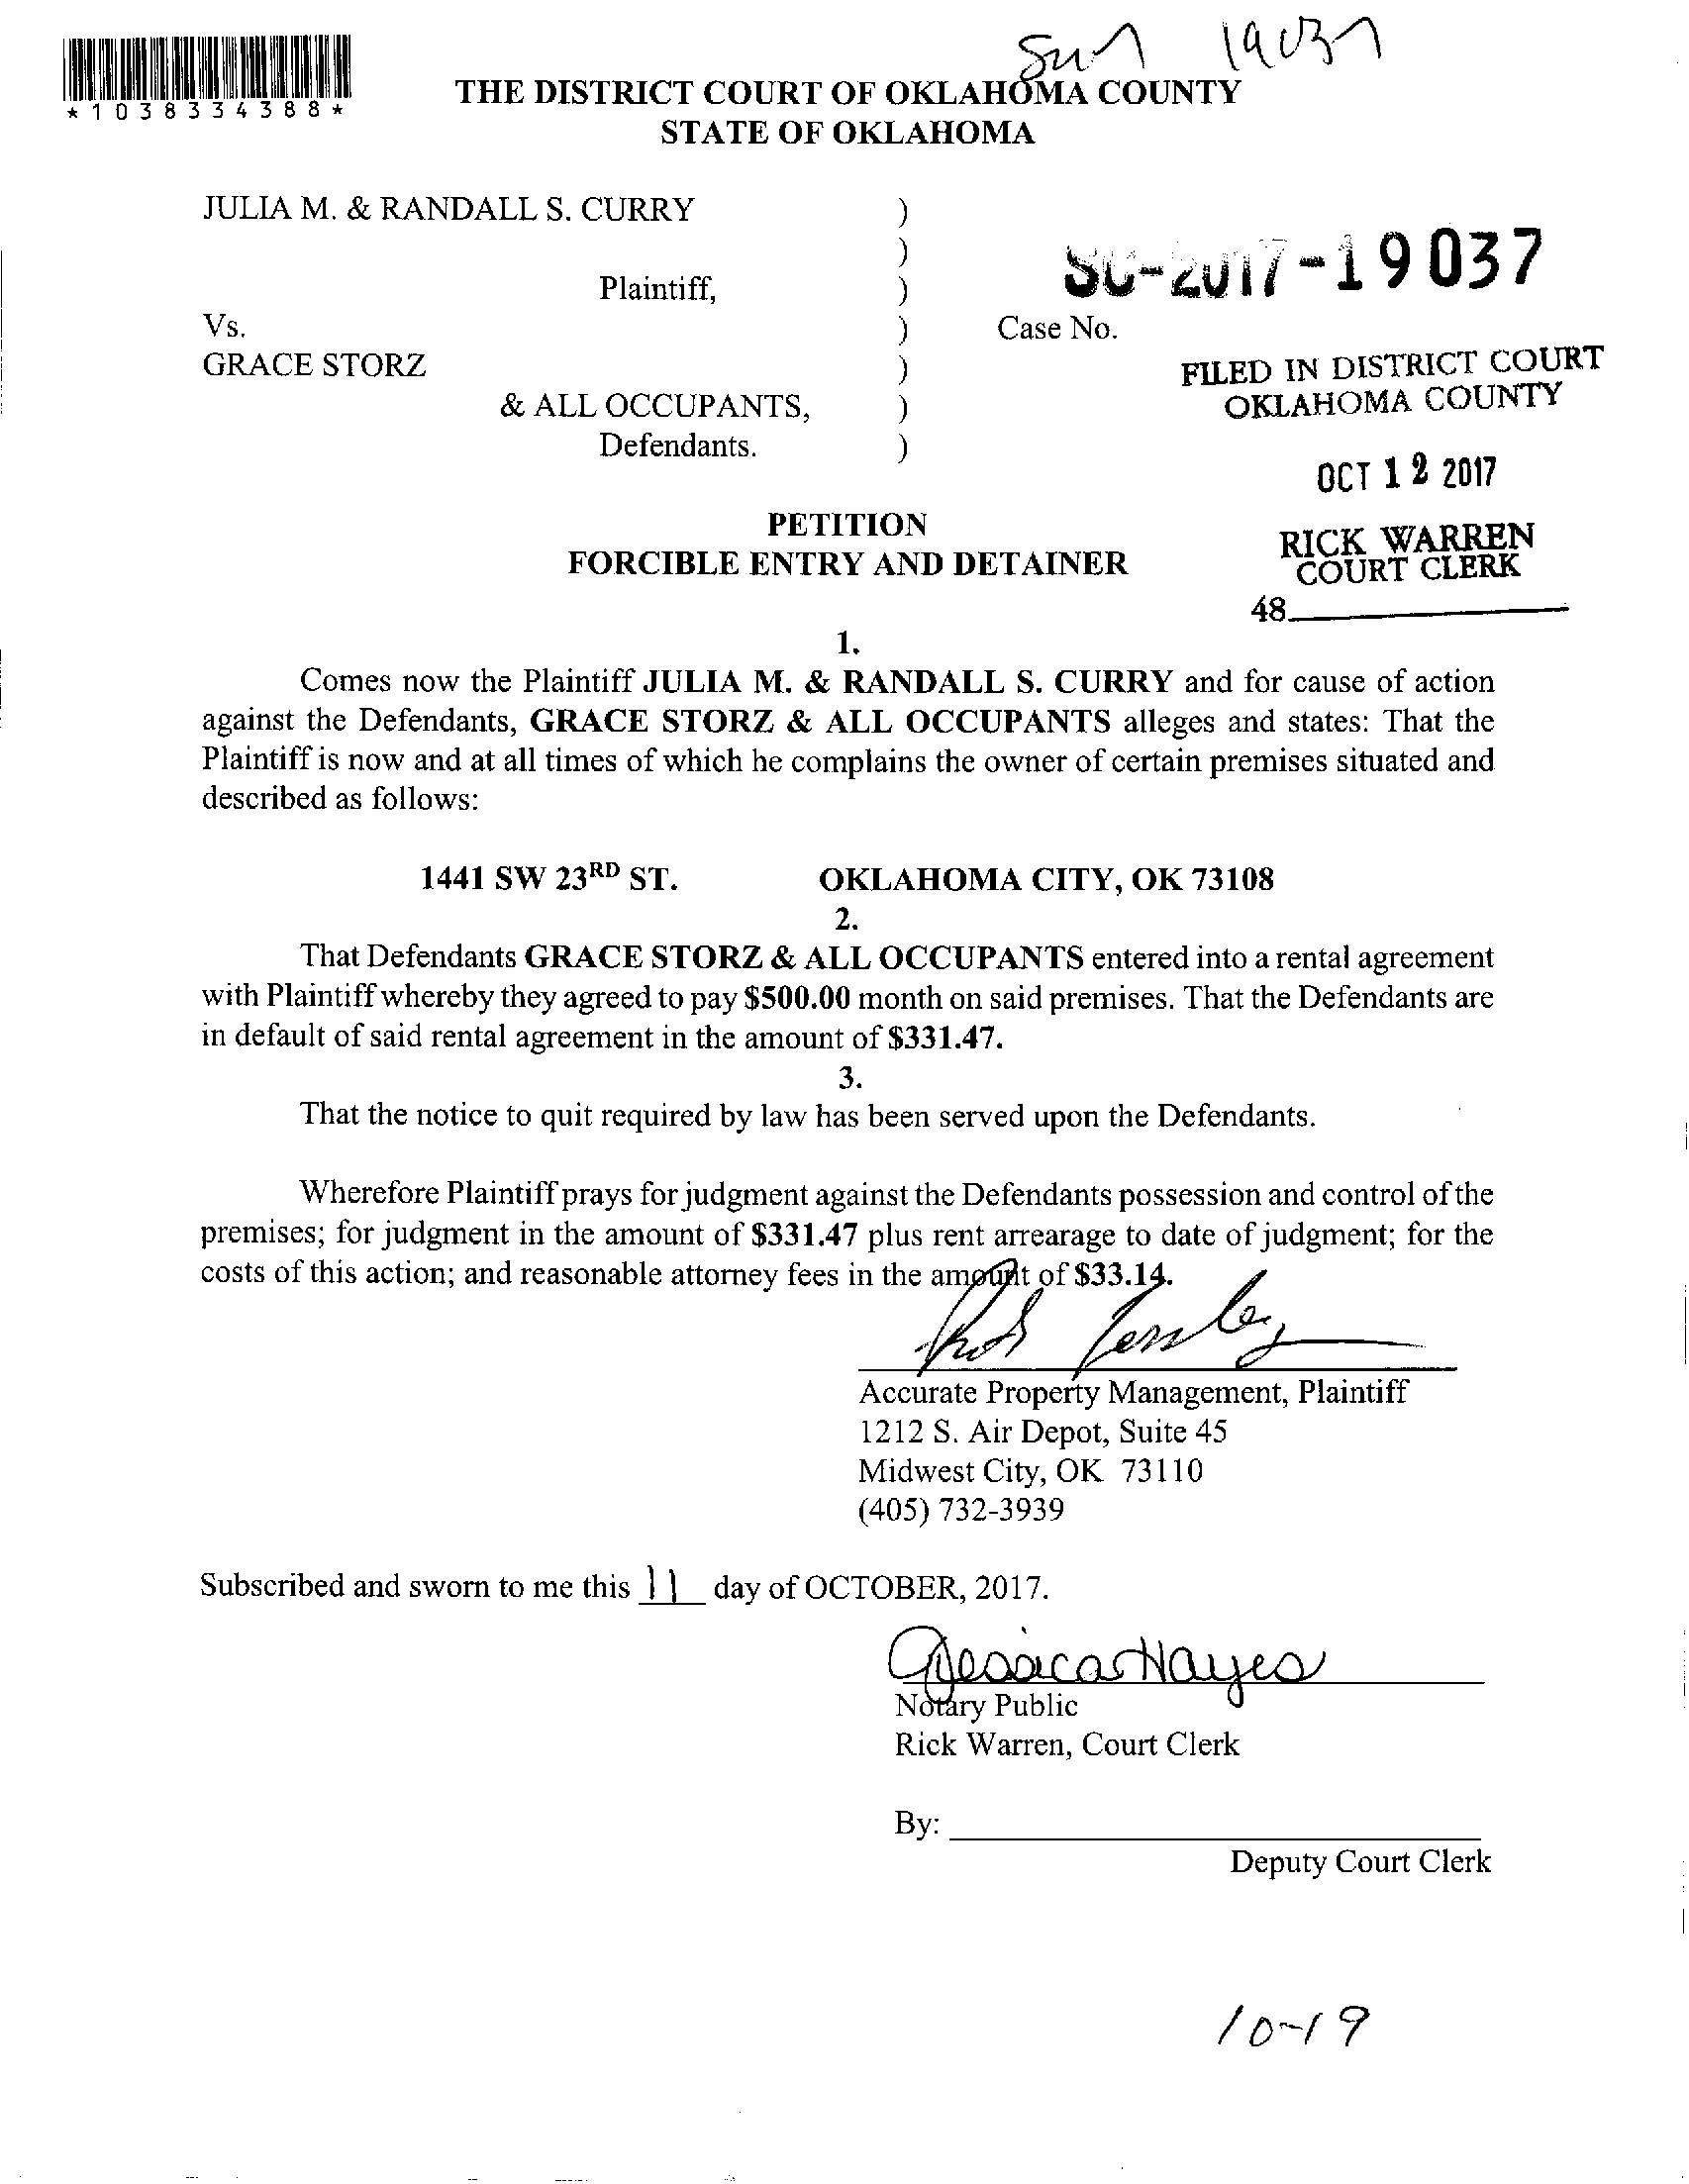 19037
*1038334388*
THE DISTRICT COURT OF OKLAHOMA COUNTY
STATE OF OKLAHOMA
JULIA M. & RANDALL S. CURRY )
)
Plaintiff, )
SC-2017-19037
Vs. ) Case No.
GRACE STORZ )
FILED IN DISTRICT COURT
& ALL OCCUPANTS, )
OKLAHOMA COUNTY
Defendants. )
OCT 12 2017
PETITION
FORCIBLE ENTRY AND DETAINER
RICK WARREN
COURT CLERK
48
1.
Comes now the Plaintiff JULIA M. & RANDALL S. CURRY and for cause of action
against the Defendants, GRACE STORZ & ALL OCCUPANTS alleges and states: That the
Plaintiff is now and at all times of which he complains the owner of certain premises situated and
described as follows:
1441 SW 23RD ST. OKLAHOMA CITY, OK 73108
2.
That Defendants GRACE STORZ & ALL OCCUPANTS entered into a rental agreement
with Plaintiff whereby they agreed to pay $500.00 month on said premises. That the Defendants are
in default of said rental agreement in the amount of $331.47.
3.
That the notice to quit required by law has been served upon the Defendants.
Wherefore Plaintiff prays for judgment against the Defendants possession and control of the
premises; for judgment in the amount of $331.47 plus rent arrearage to date of judgment; for the
costs of this action; and reasonable attorney fees in the amount of $33.14.
Accurate Property Management, Plaintiff
1212 S. Air Depot, Suite 45
Midwest City, OK 73110
(405) 732-3939
Subscribed and sworn to me this 11 day of OCTOBER, 2017.
Jessica Hayes
Notary Public
Rick Warren, Court Clerk
By:
Deputy Court Clerk
10-19